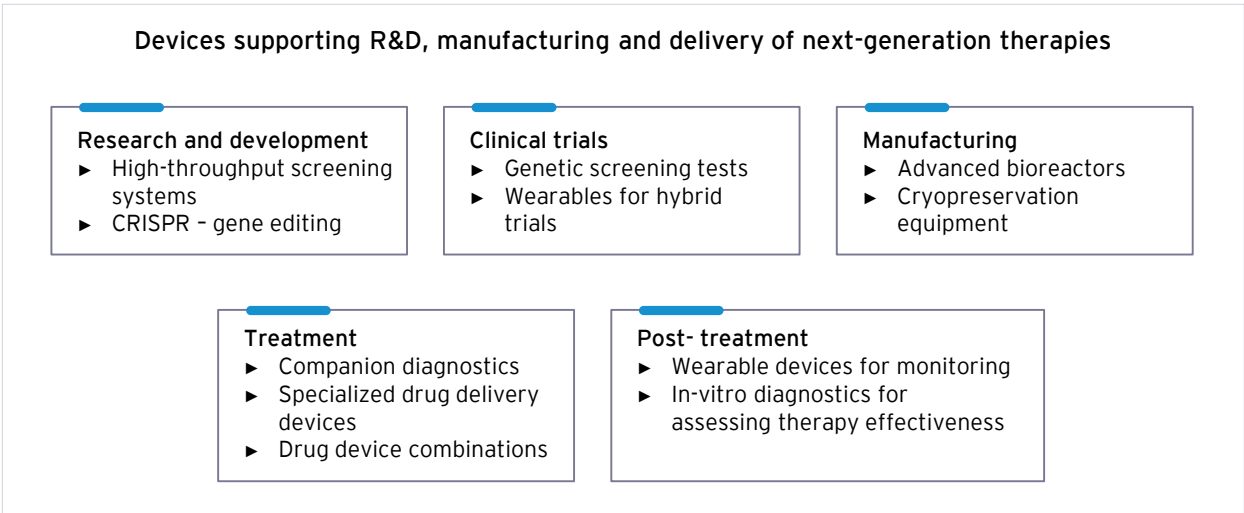 Devices supporting R&D, manufacturing and delivery of next-generation therapies
Research and development
► High-throughput screening
systems
► CRISPR – gene editing
Clinical trials
► Genetic screening tests
► Wearables for hybrid
trials
Manufacturing
► Advanced bioreactors
► Cryopreservation
equipment
Treatment
► Companion diagnostics
► Specialized drug delivery
devices
► Drug device combinations
Post- treatment
► Wearable devices for monitoring
► In-vitro diagnostics for
assessing therapy effectiveness